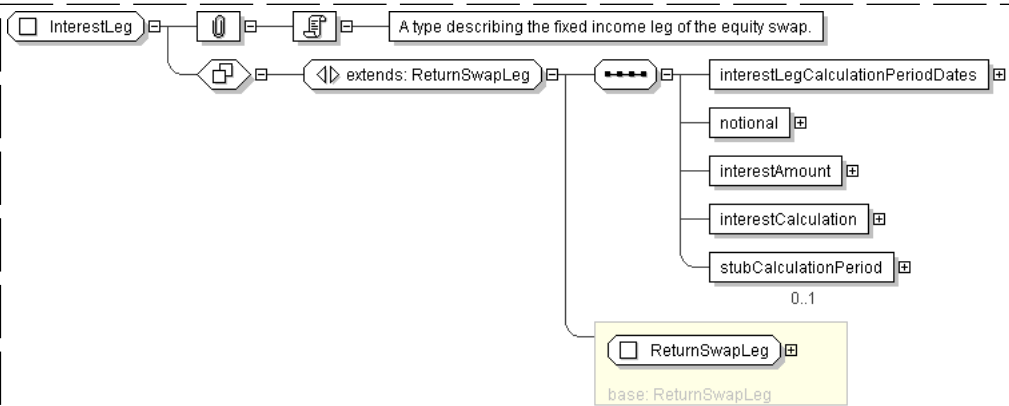 InterestLeg
A type describing the fixed income leg of the equity swap.
extends: ReturnSwapLeg
interestLegCalculationPeriodDates
notional
interestAmount
interestCalculation
stubCalculationPeriod
0..1
ReturnSwapLeg
base: ReturnSwapLeg